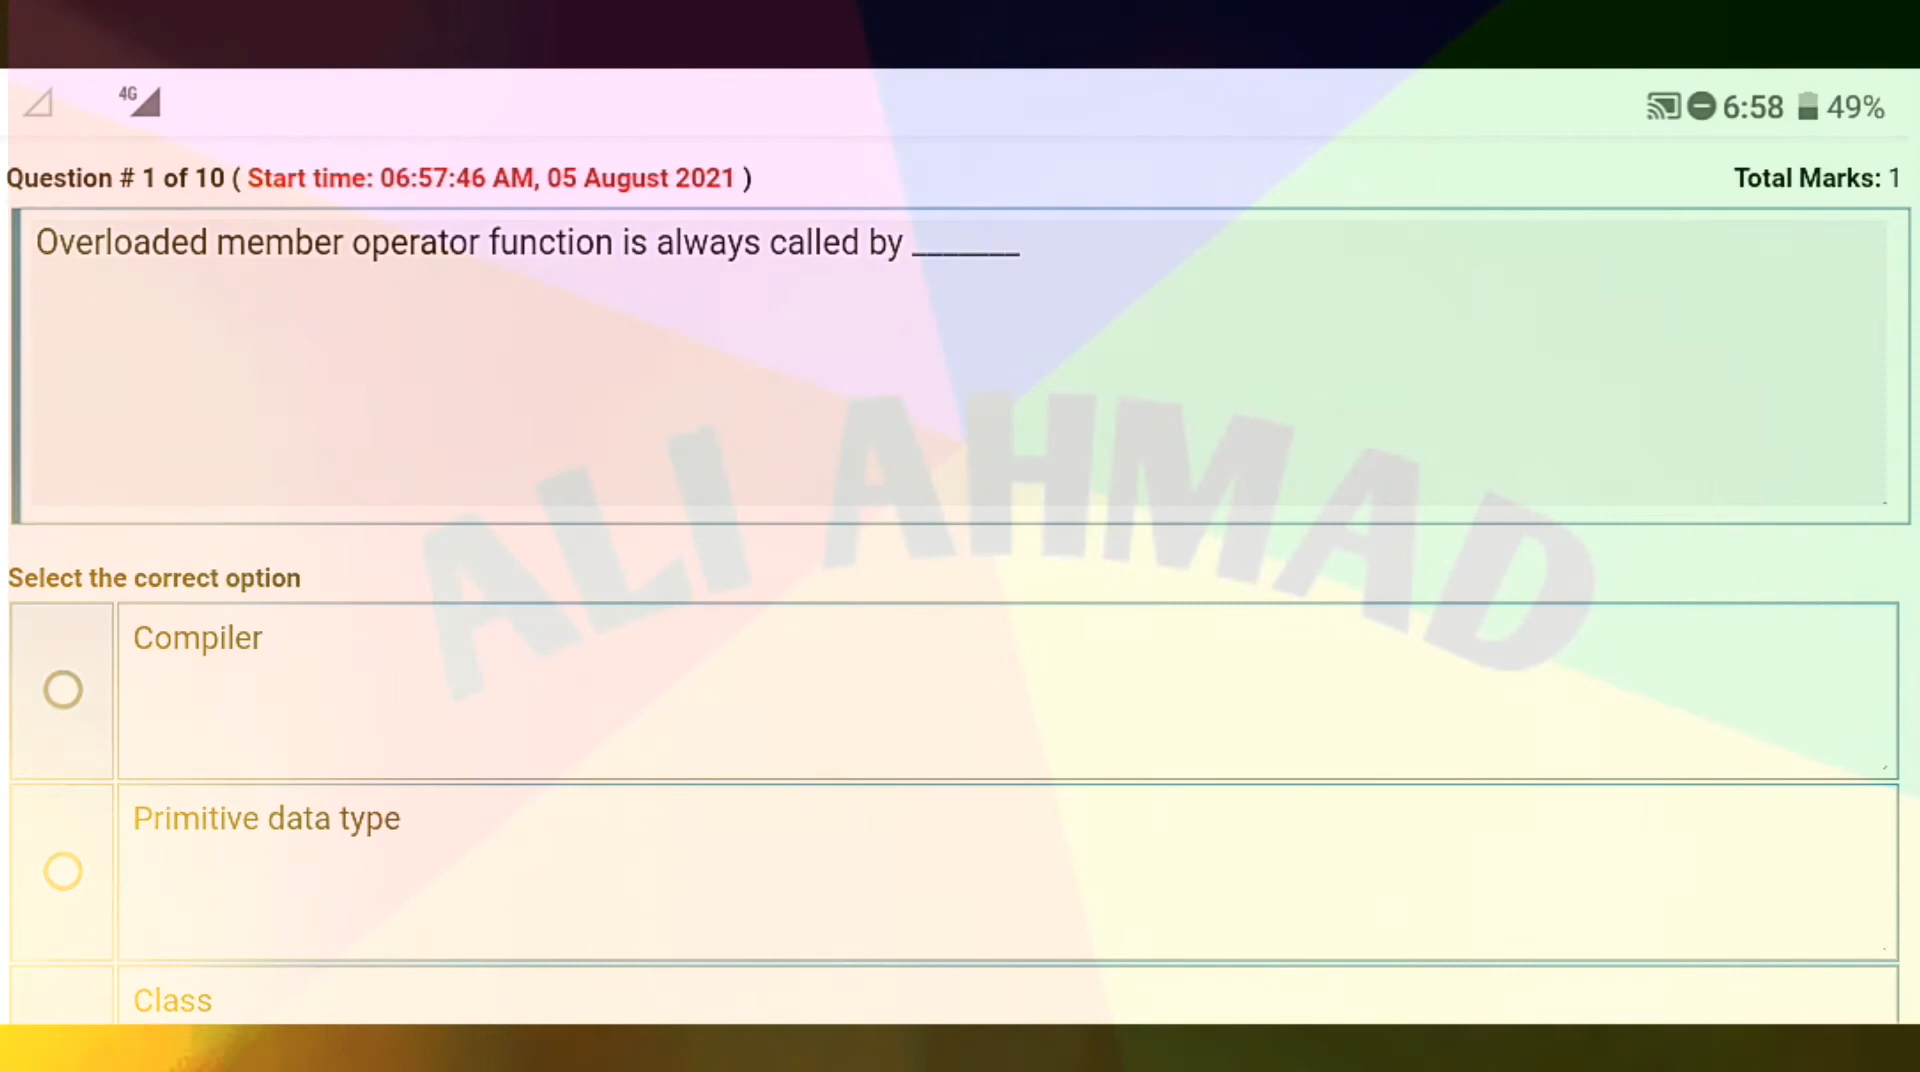 4G 6:58 49%
Question # 1 of 10 ( Start time: 06:57:46 AM, 05 August 2021 ) Total Marks: 1
Overloaded member operator function is always called by _______
ALI AHMAD
Select the correct option
Compiler
Primitive data type
Class